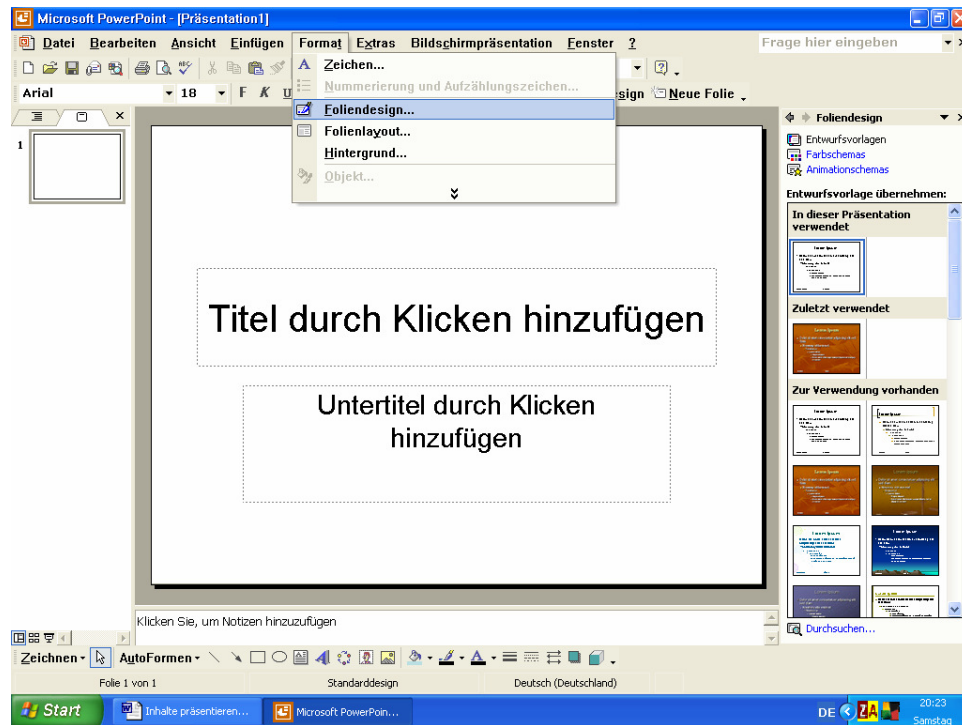 Microsoft PowerPoint - [Präsentation1]
Datei Bearbeiten Ansicht Einfügen Format Extras Bildschirmpräsentation Fenster ? Frage hier eingeben
Arial 18 F K U sign Neue Folie
Zeichen...
Nummerierung und Aufzählungszeichen...
Foliendesign...
Folienlayout...
Hintergrund...
Objekt...
1
Titel durch Klicken hinzufügen
Untertitel durch Klicken
hinzufügen
Foliendesign
Entwurfsvorlagen
Farbschemas
Animationschemas
Entwurfsvorlage übernehmen:
In dieser Präsentation
verwendet
Zuletzt verwendet
Zur Verwendung vorhanden
Durchsuchen...
Klicken Sie, um Notizen hinzuzufügen
Zeichnen AutoFormen
Folie 1 von 1 Standarddesign Deutsch (Deutschland)
Start Inhalte präsentieren... Microsoft PowerPoin... DE ZA 20:23
Samstag